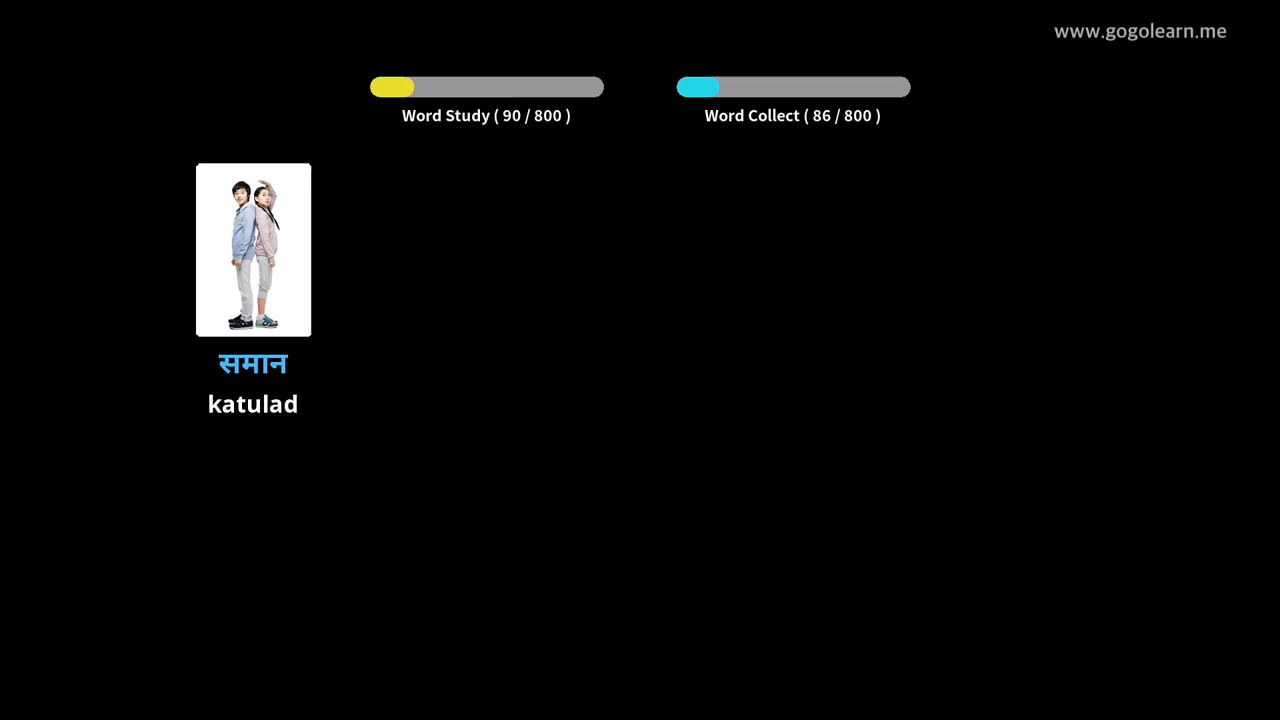 www.gogolearn.me
Word Study ( 90 / 800 )
Word Collect ( 86 / 800 )
समान
katulad